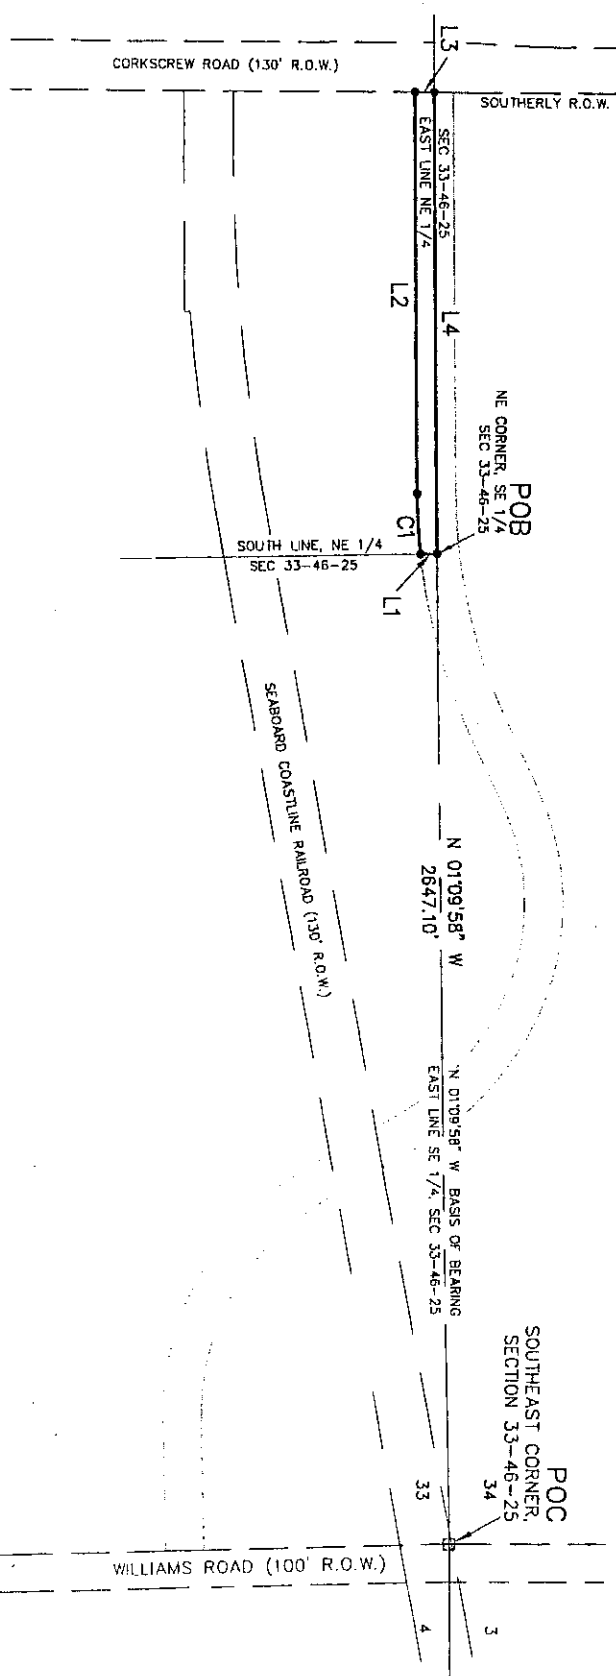 L3
CORKSCREW ROAD (130' R.O.W.)
SOUTHERLY R.O.W.
SEC 33-46-25
EAST LINE NE 1/4
L2
L4
POB
NE CORNER, SE 1/4
SEC 33-46-25
C1
SOUTH LINE, NE 1/4
SEC 33-46-25
L1
SEABOARD COASTLINE RAILROAD (130' R.O.W.)
N 01°09'58" W
2647.10'
N 01°09'58" W BASIS OF BEARING
EAST LINE SE 1/4, SEC 33-46-25
POC
SOUTHEAST CORNER,
SECTION 33-46-25
34
33
WILLIAMS ROAD (100' R.O.W.)
3
4